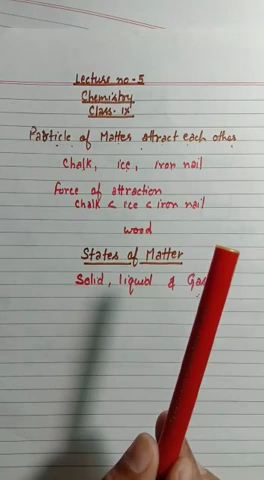 Lecture no-5
Chemistry
Class-IX
Particle of Matter attract each other
Chalk, ice, iron nail
Force of attraction
Chalk < ice < iron nail
wood
States of Matter
Solid, liquid & Gas